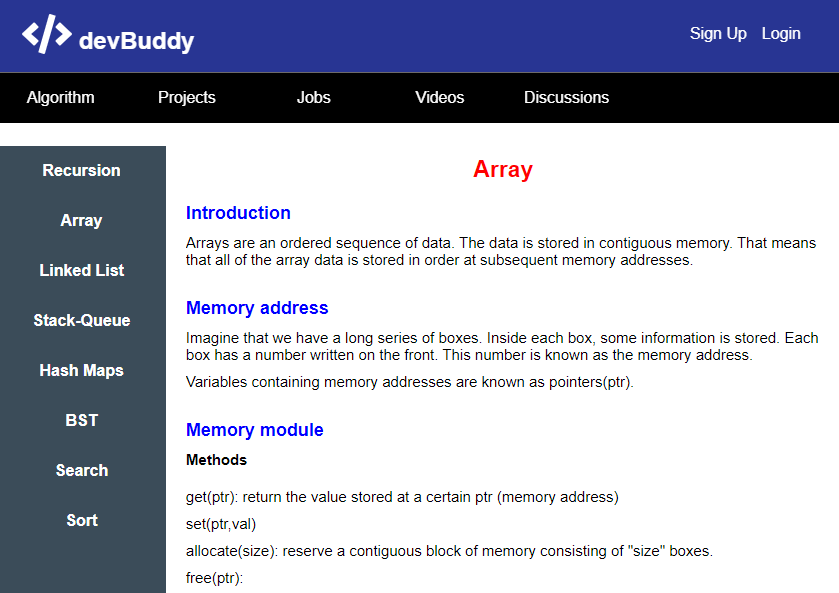 </> devBuddy
Sign Up Login
Algorithm Projects Jobs Videos Discussions
Recursion
Array
Linked List
Stack-Queue
Hash Maps
BST
Search
Sort
Array
Introduction
Arrays are an ordered sequence of data. The data is stored in contiguous memory. That means
that all of the array data is stored in order at subsequent memory addresses.
Memory address
Imagine that we have a long series of boxes. Inside each box, some information is stored. Each
box has a number written on the front. This number is known as the memory address.
Variables containing memory addresses are known as pointers(ptr).
Memory module
Methods
get(ptr): return the value stored at a certain ptr (memory address)
set(ptr,val)
allocate(size): reserve a contiguous block of memory consisting of "size" boxes.
free(ptr):